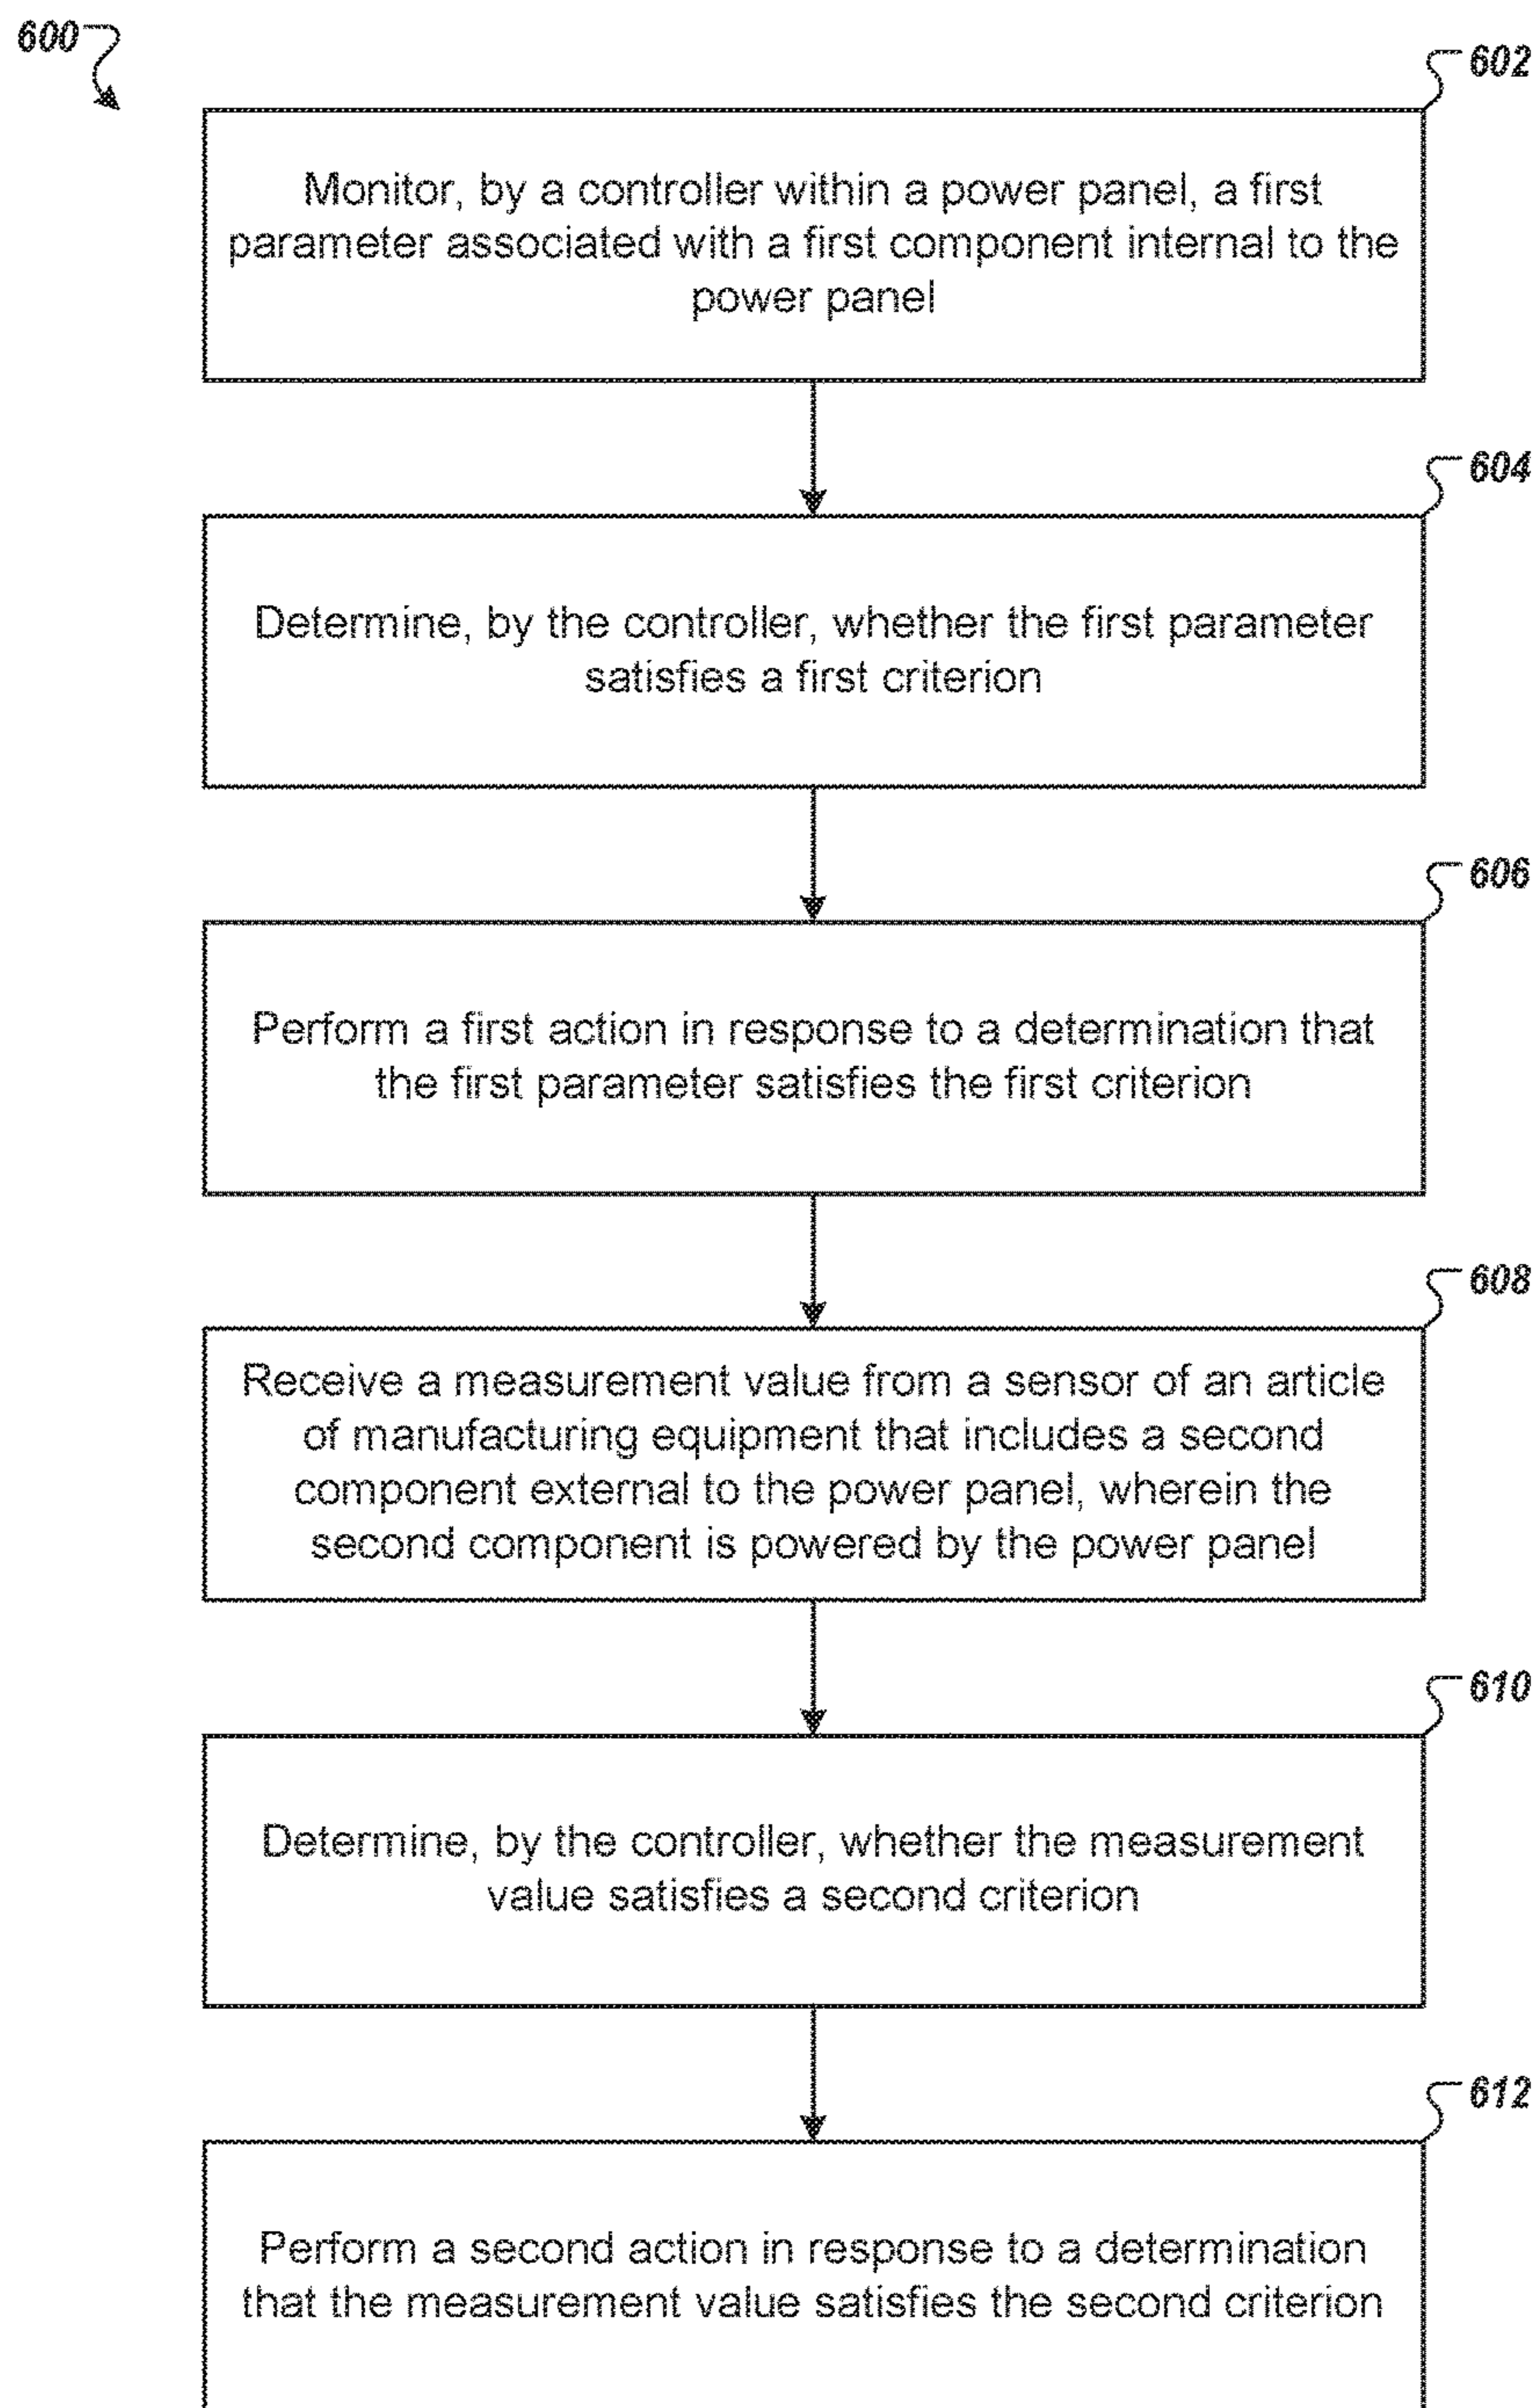 600
602
Monitor, by a controller within a power panel, a first
parameter associated with a first component internal to the
power panel
604
Determine, by the controller, whether the first parameter
satisfies a first criterion
606
Perform a first action in response to a determination that
the first parameter satisfies the first criterion
608
Receive a measurement value from a sensor of an article
of manufacturing equipment that includes a second
component external to the power panel, wherein the
second component is powered by the power panel
610
Determine, by the controller, whether the measurement
value satisfies a second criterion
612
Perform a second action in response to a determination
that the measurement value satisfies the second criterion